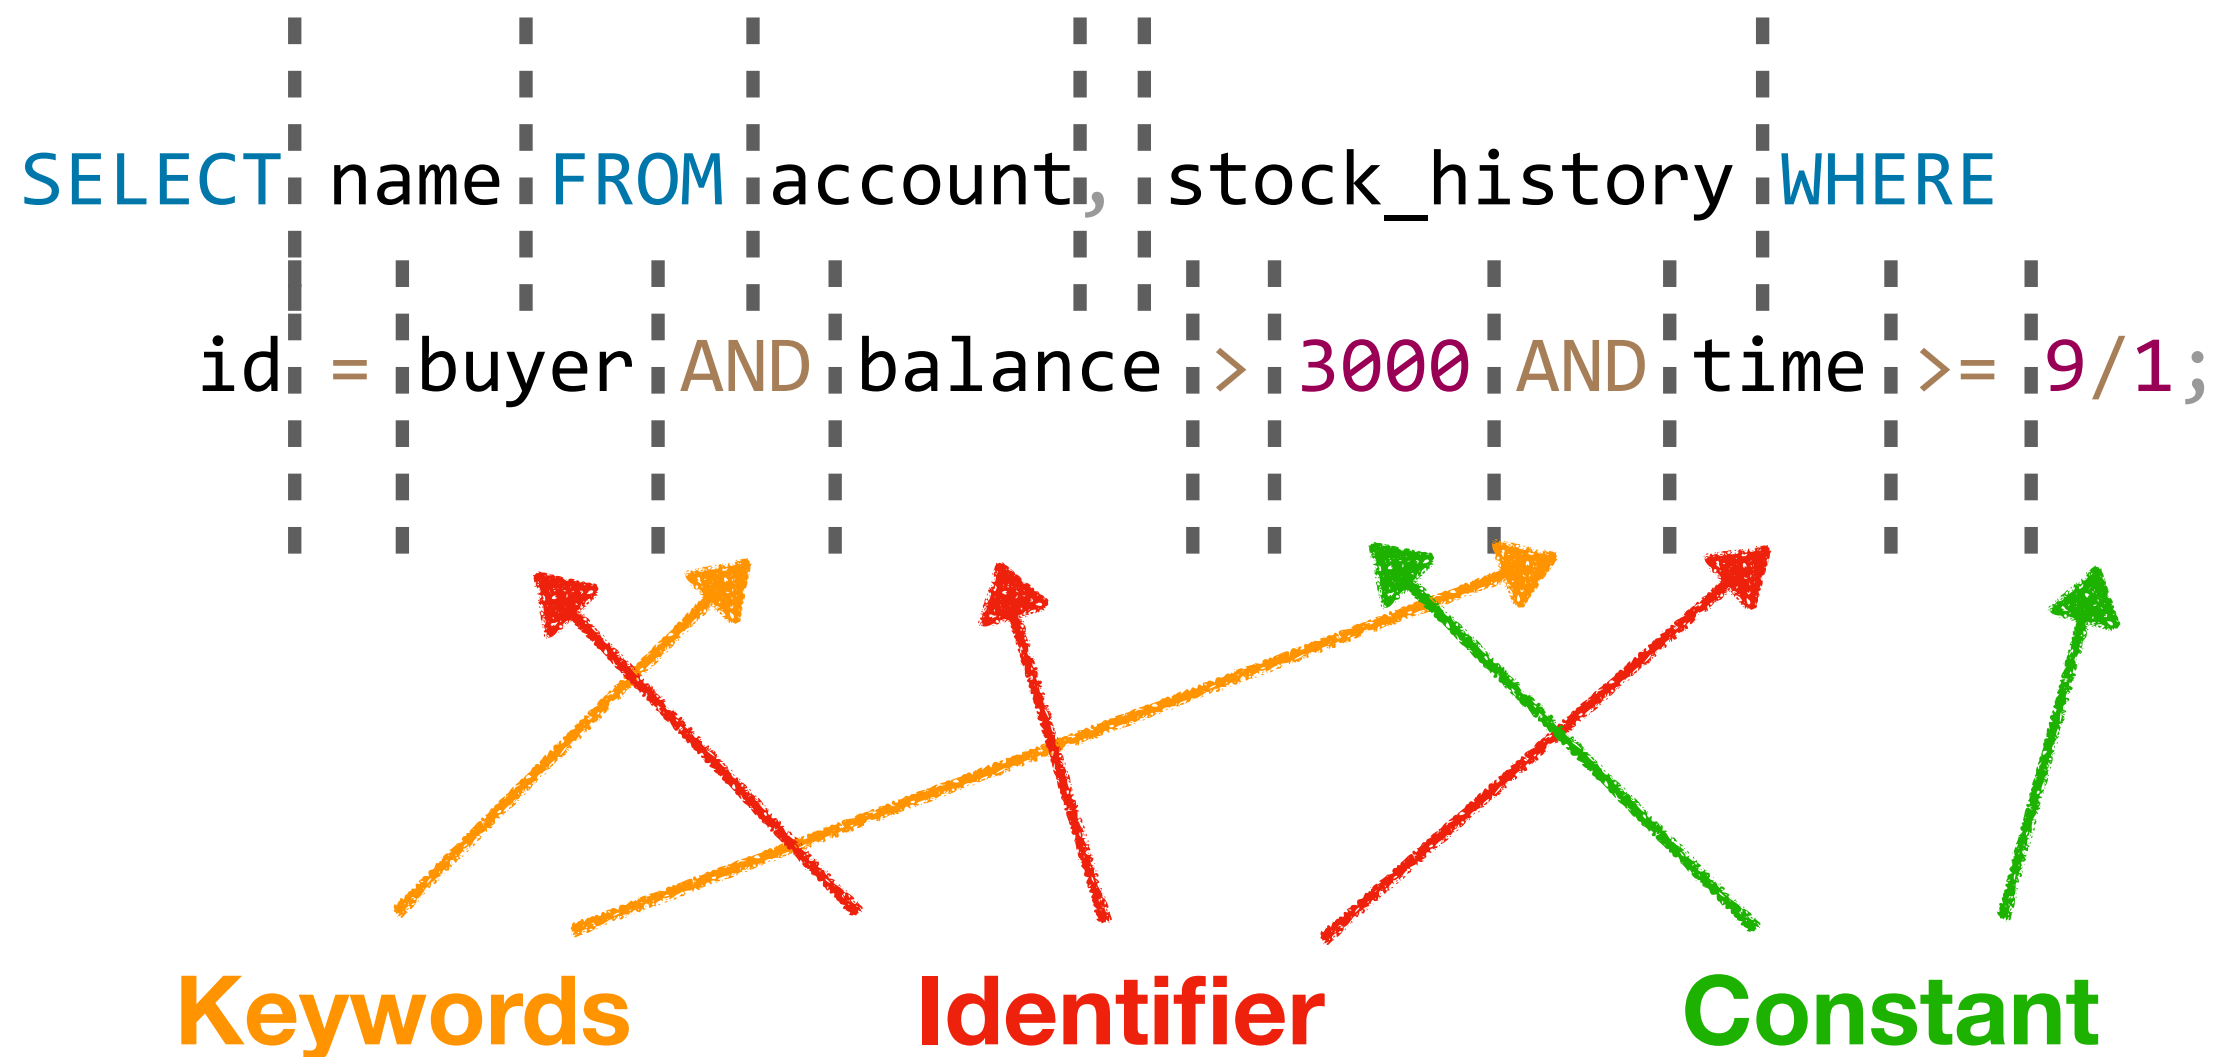 SELECT name FROM account, stock_history WHERE
id = buyer AND balance > 3000 AND time >= 9/1;
Keywords Identifier Constant